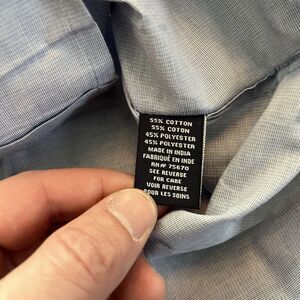 55% COTTON
55% COTON
45% POLYESTER
45% POLYESTER
MADE IN INDIA
FABRIQUÉ EN INDE
RN# 75670
SEE REVERSE
FOR CARE
VOIR REVERSE
POUR LES SOINS